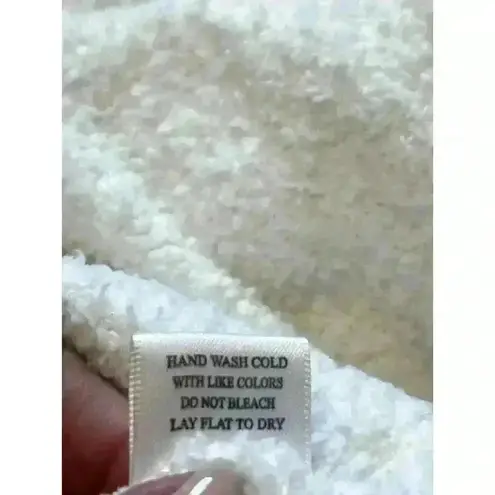 HAND WASH COLD
WITH LIKE COLORS
DO NOT BLEACH
LAY FLAT TO DRY